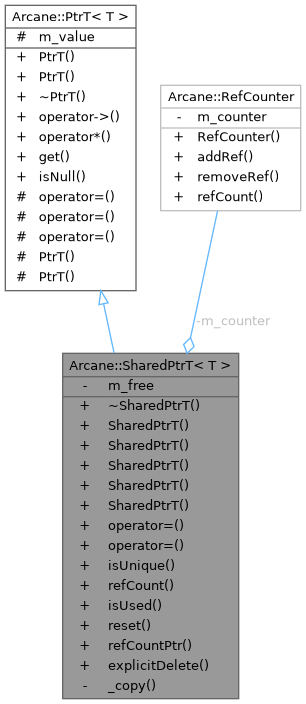 Arcane::PtrT< T >
# m_value
+ PtrT()
+ PtrT()
+ ~PtrT()
+ operator->()
+ operator*()
+ get()
+ isNull()
# operator=()
# operator=()
# operator=()
# PtrT()
# PtrT()
Arcane::RefCounter
- m_counter
+ RefCounter()
+ addRef()
+ removeRef()
+ refCount()
-m_counter
Arcane::SharedPtrT< T >
- m_free
+ ~SharedPtrT()
+ SharedPtrT()
+ SharedPtrT()
+ SharedPtrT()
+ SharedPtrT()
+ SharedPtrT()
+ operator=()
+ operator=()
+ isUnique()
+ refCount()
+ isUsed()
+ reset()
+ refCountPtr()
+ explicitDelete()
- _copy()